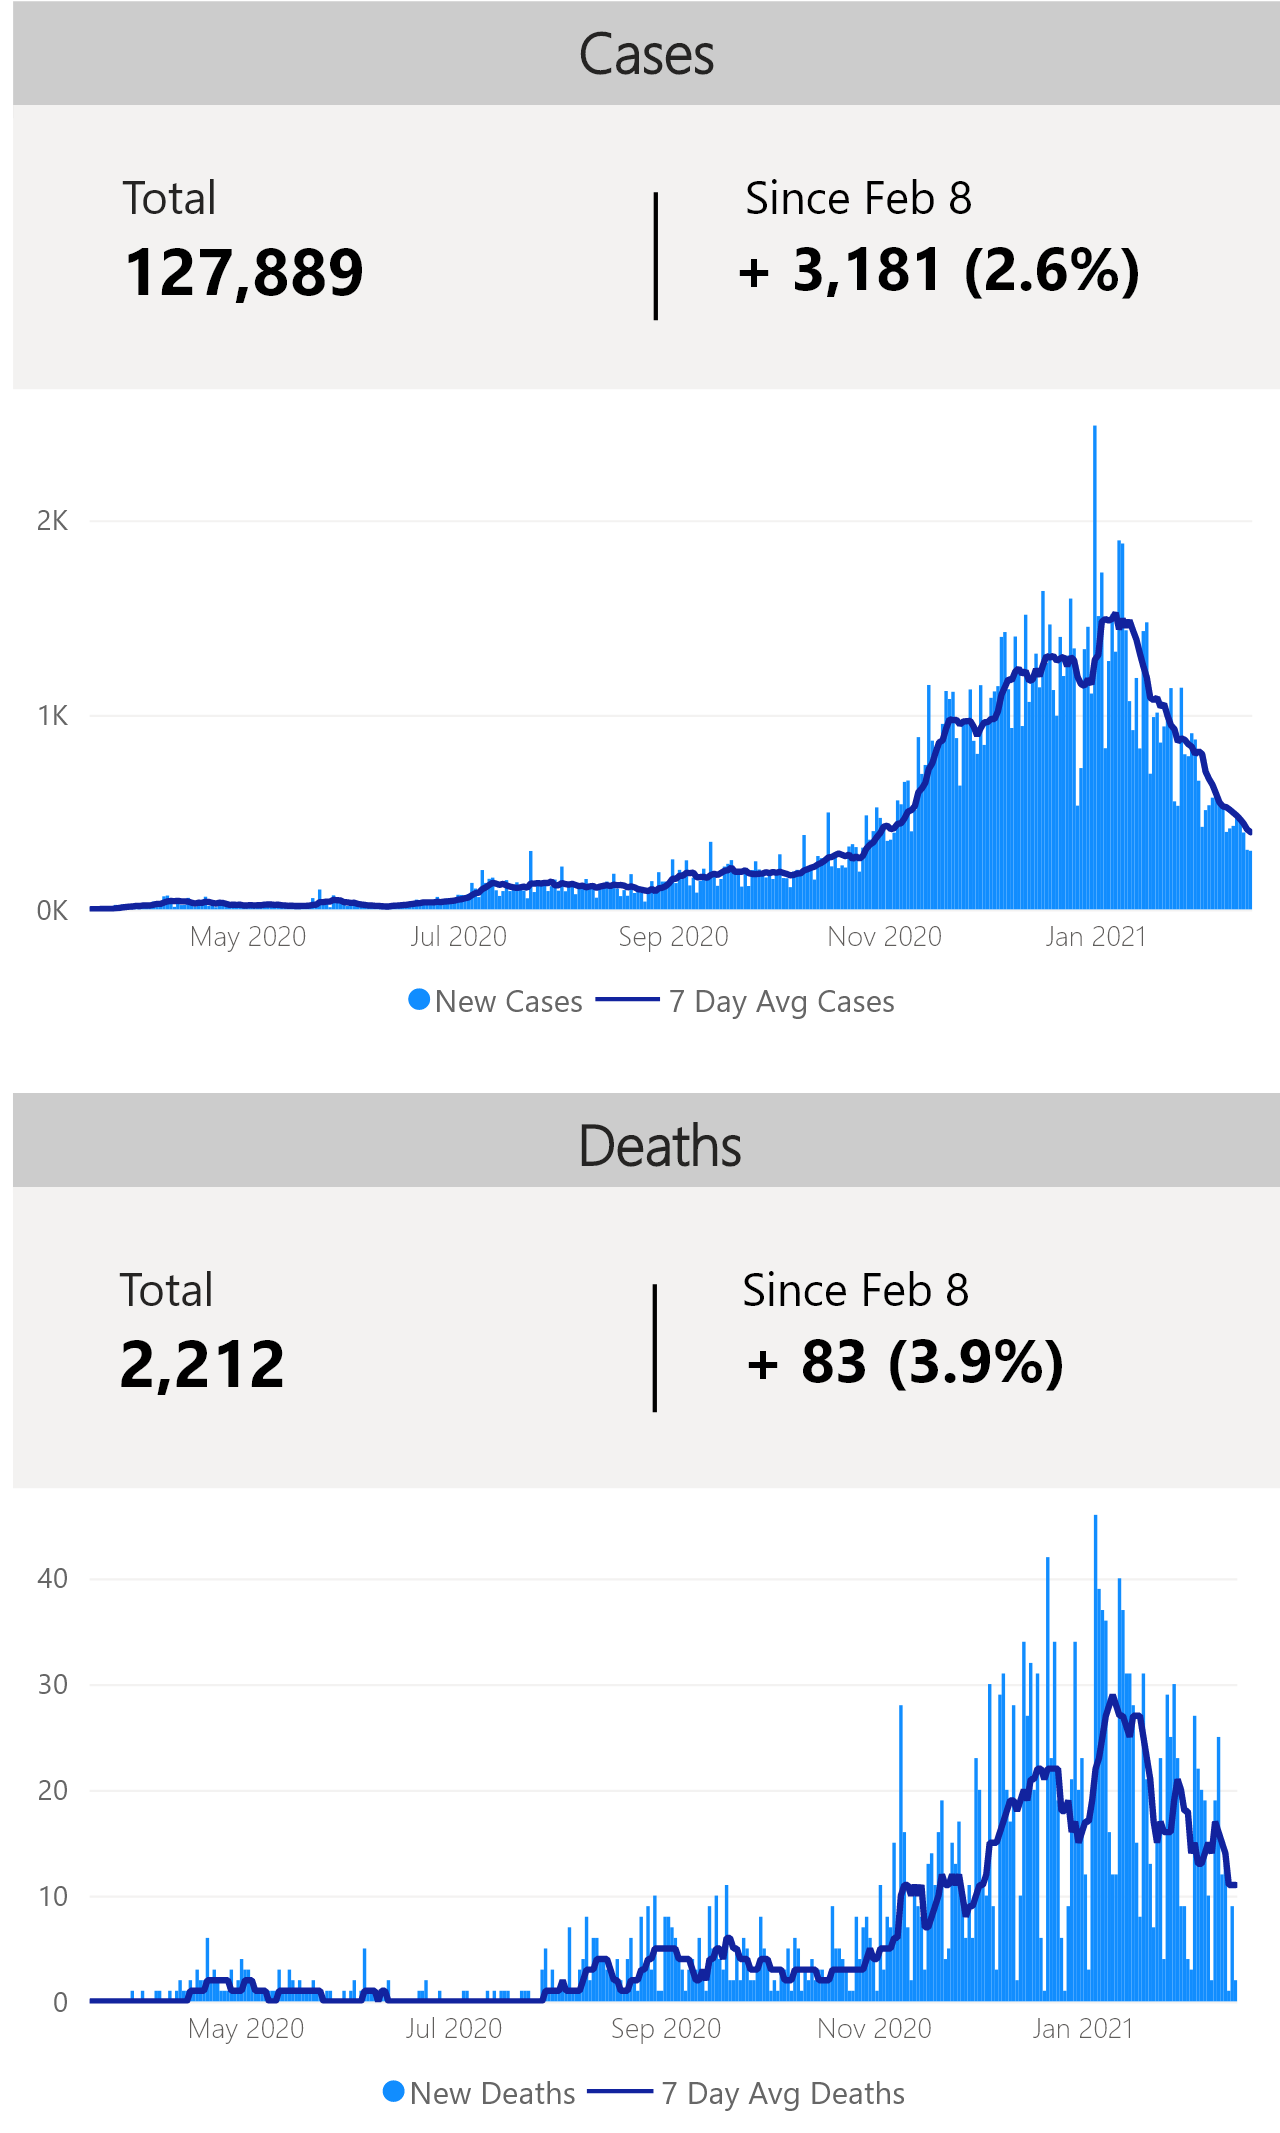 Cases
Total
Since Feb 8
127,889
+ 3,181 (2.6%)
2K
1K
0K
May 2020
Jul 2020
Sep 2020
Nov 2020
Jan 2021
New Cases
7 Day Avg Cases
Deaths
Total
Since Feb 8
2,212
+ 83 (3.9%)
40
30
20
10
0
May 2020
Jul 2020
Sep 2020
Nov 2020
Jan 2021
New Deaths
7 Day Avg Deaths